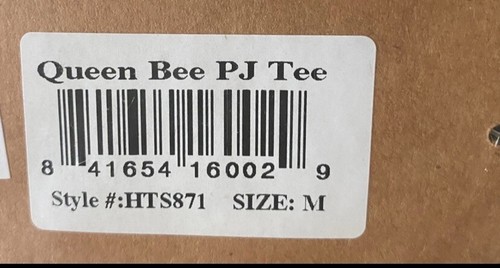 Queen Bee PJ Tee
8 41654 16002 9
Style #:HTS871 SIZE: M